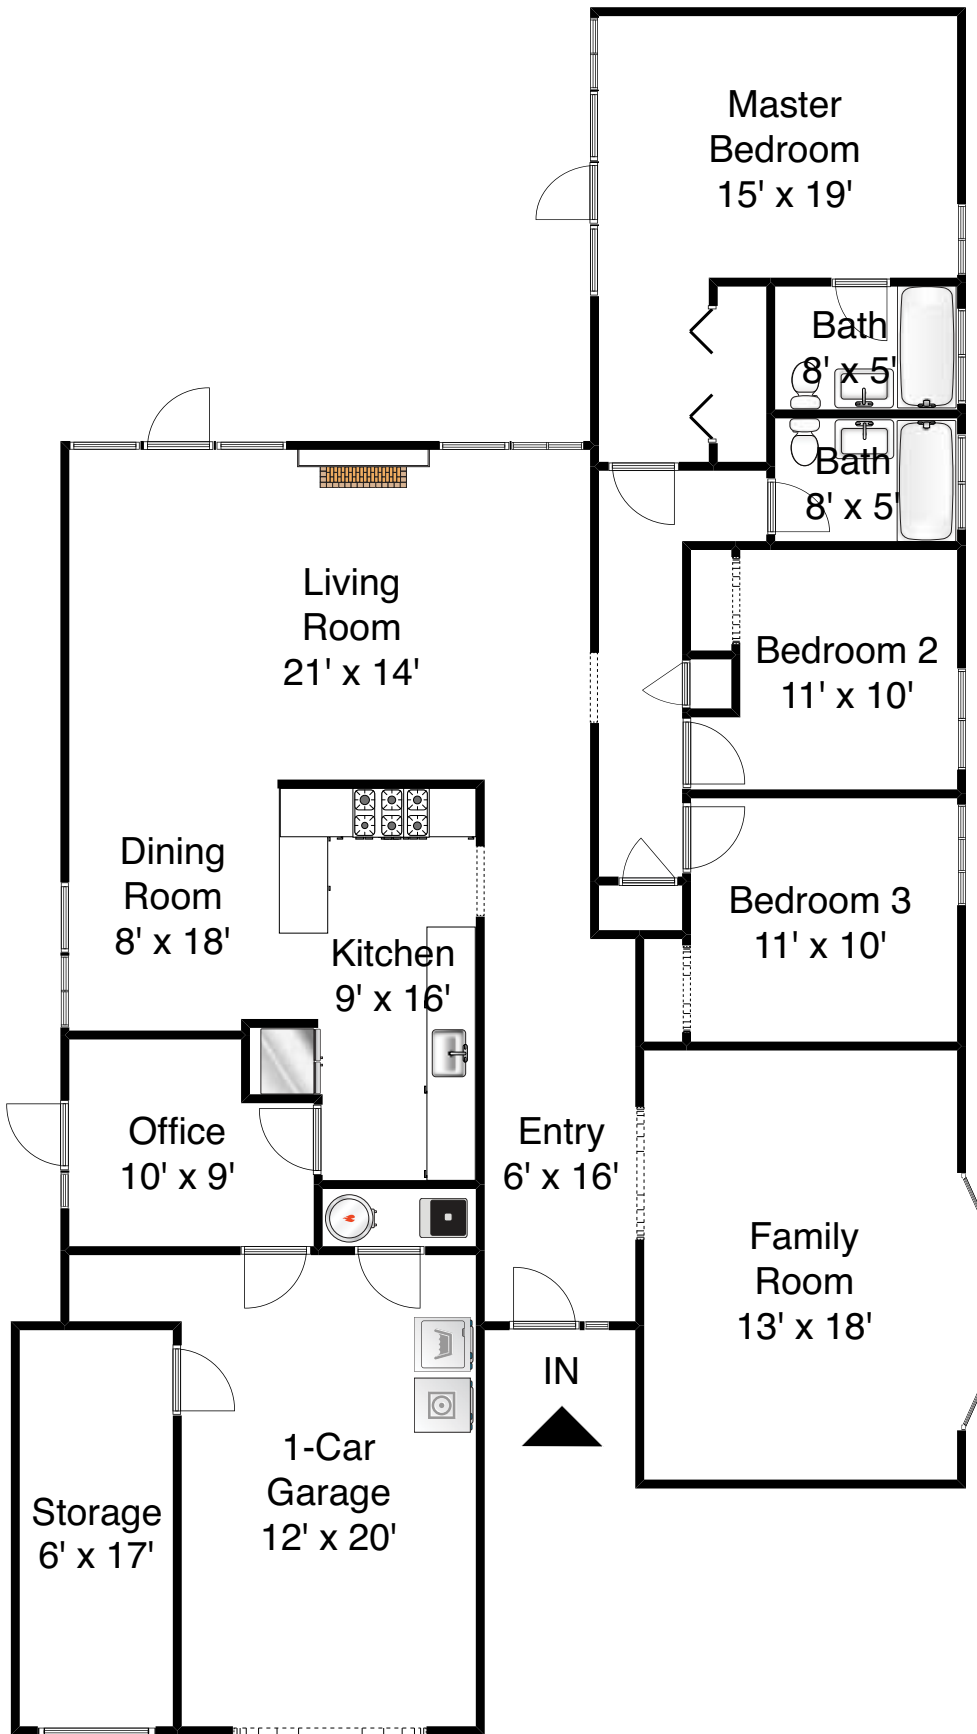 Master
Bedroom
15' x 19'
Bath
8' x 5'
Bath
8' x 5'
Living
Room
21' x 14'
Bedroom 2
11' x 10'
Dining
Room
8' x 18'
Kitchen
9' x 16'
Bedroom 3
11' x 10'
Office
10' x 9'
Entry
6' x 16'
Family
Room
13' x 18'
IN
1-Car
Garage
12' x 20'
Storage
6' x 17'